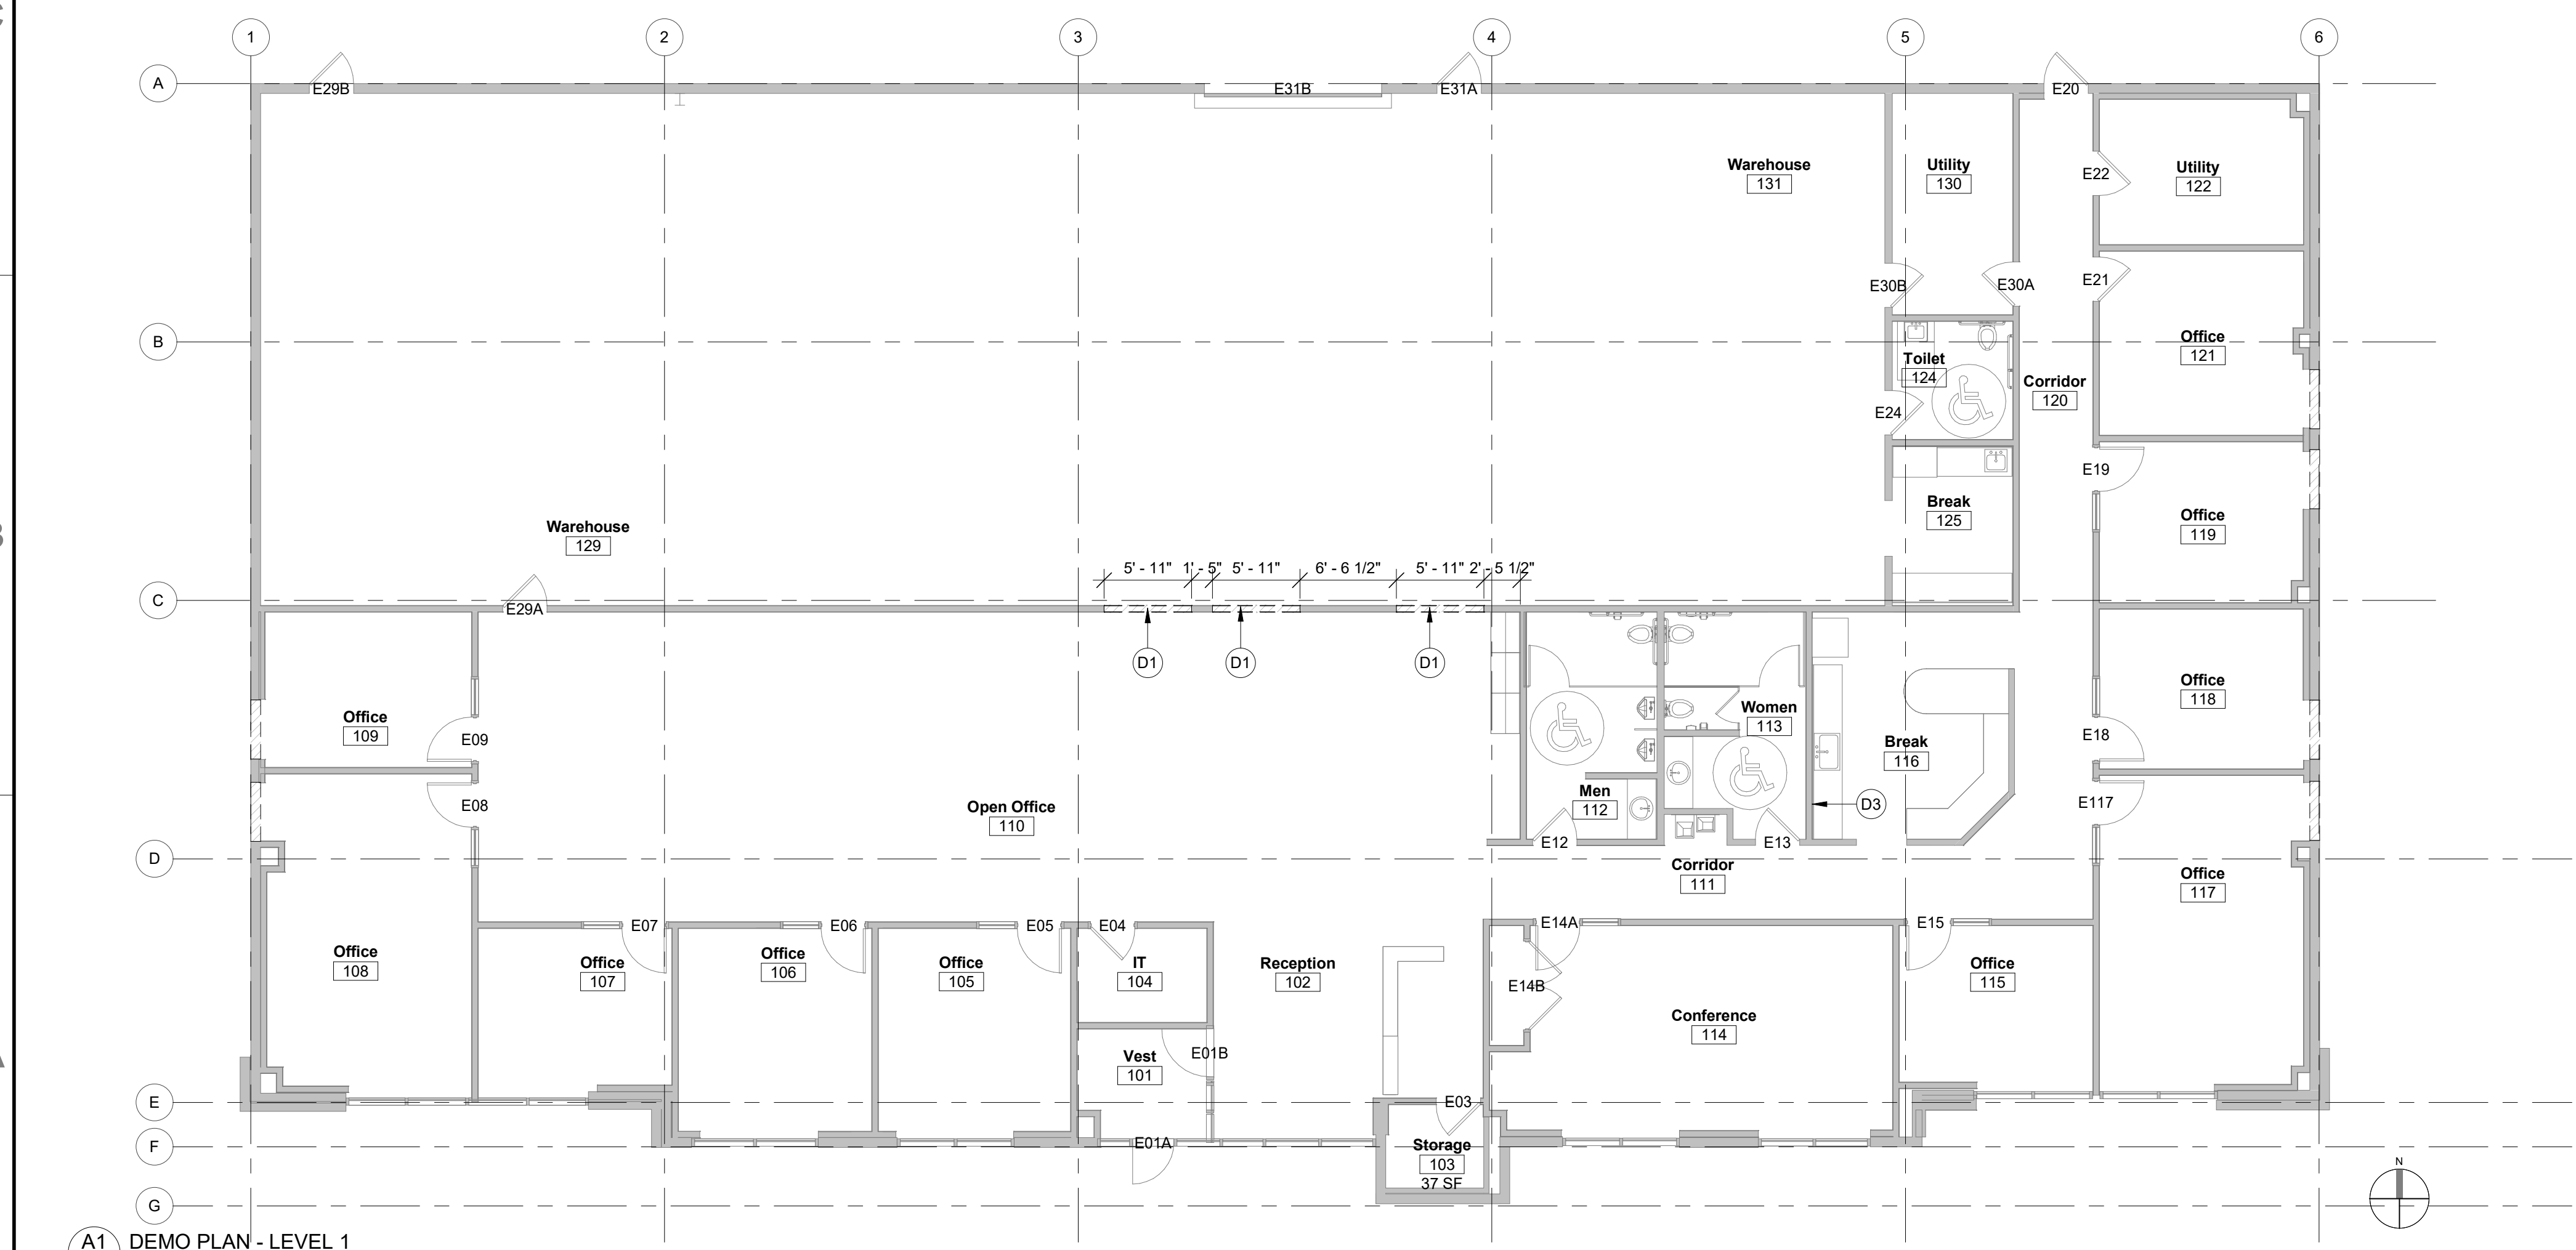 1
2
3
4
5
6
A
E29B
E31B
E31A
E20
Warehouse
131
Utility
130
E22
Utility
122
E30B
E30A
E21
B
Toilet
124
Office
121
Corridor
120
E24
E19
Break
125
Office
119
Warehouse
129
5' - 11" 1' - 5" 5' - 11" 6' - 6 1/2" 5' - 11" 2' - 5 1/2"
C
E29A
D1
D1
D1
Office
118
Office
109
E09
Women
113
Break
116
E18
Open Office
110
E08
Men
112
D3
E117
D
E12
E13
Corridor
111
Office
117
E07
E06
E05
E04
E14A
E15
Office
108
Office
107
Office
106
Office
105
IT
104
Reception
102
E14B
Office
115
Conference
114
Vest
101
E01B
E
E03
F
E01A
Storage
103
37 SF
N
G
A1 DEMO PLAN - LEVEL 1